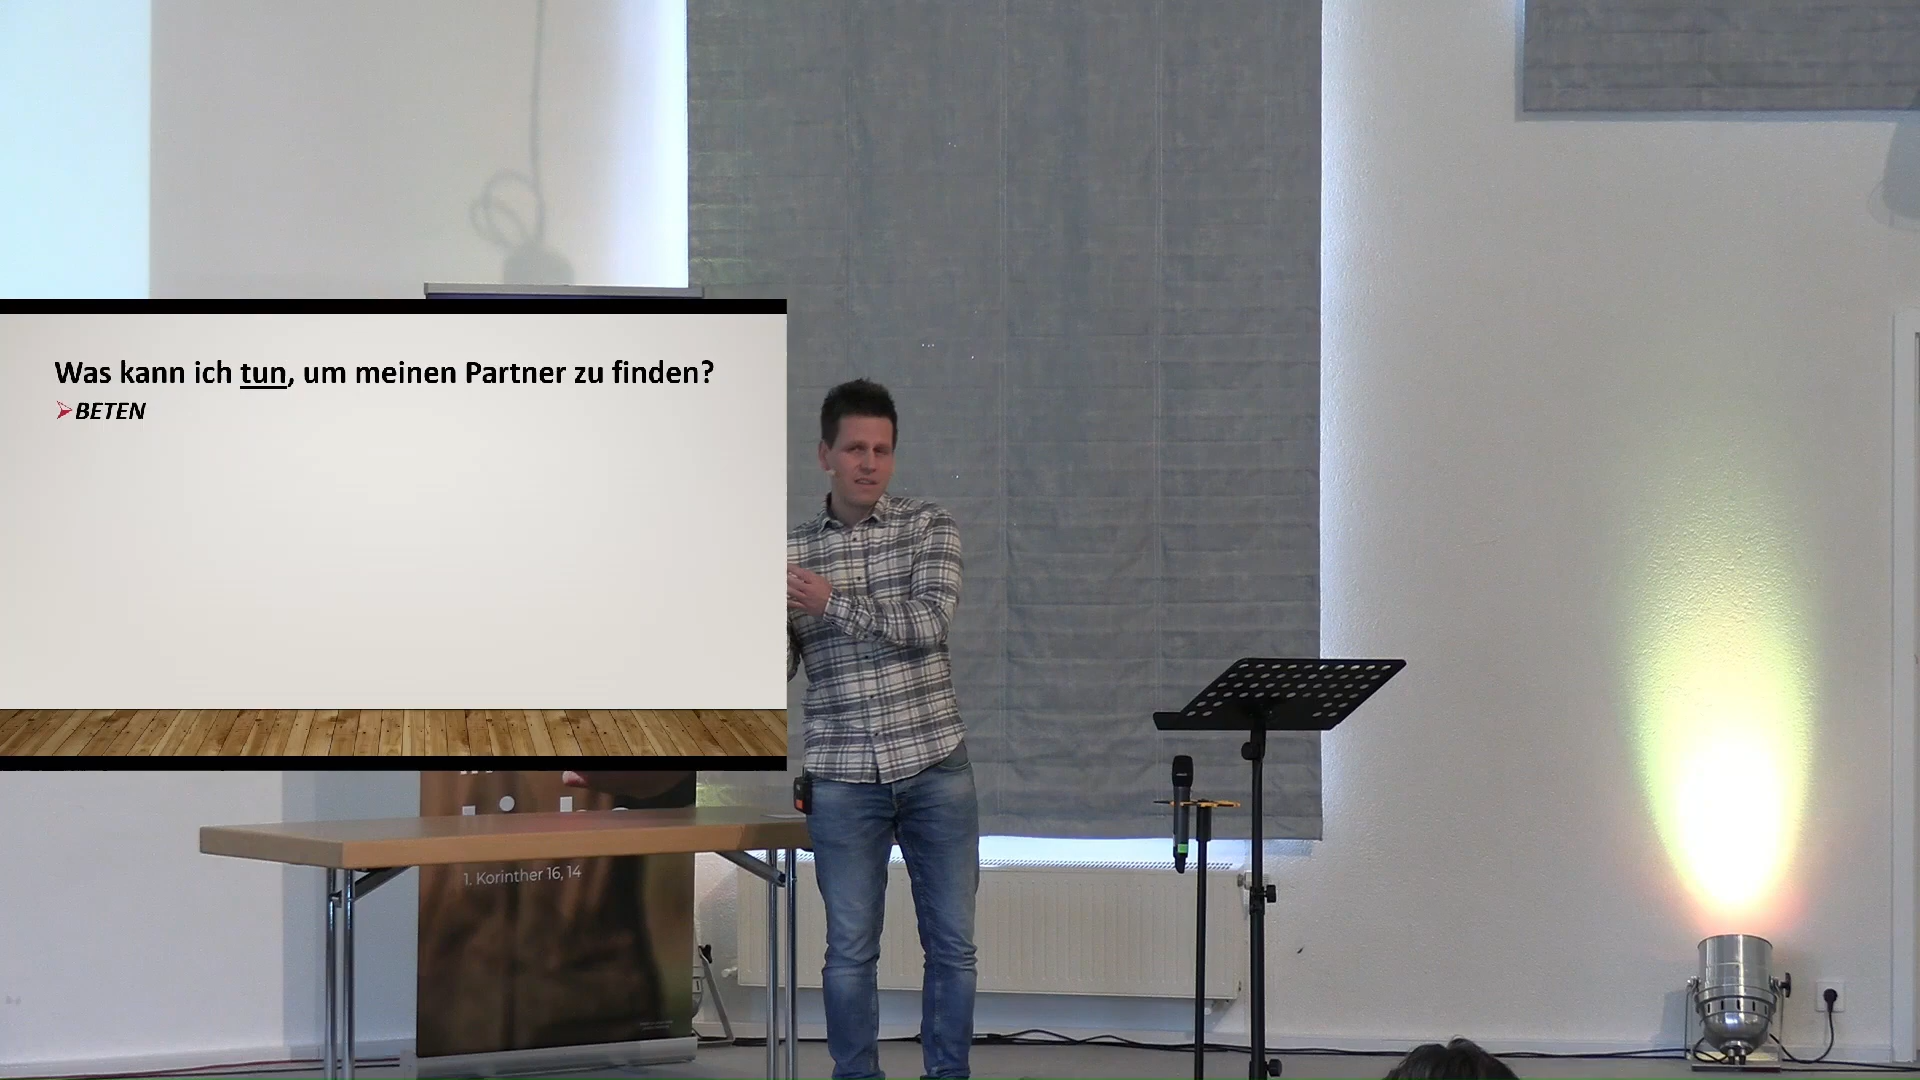 Was kann ich tun, um meinen Partner zu finden?
BETEN
1. Korinther 16, 14